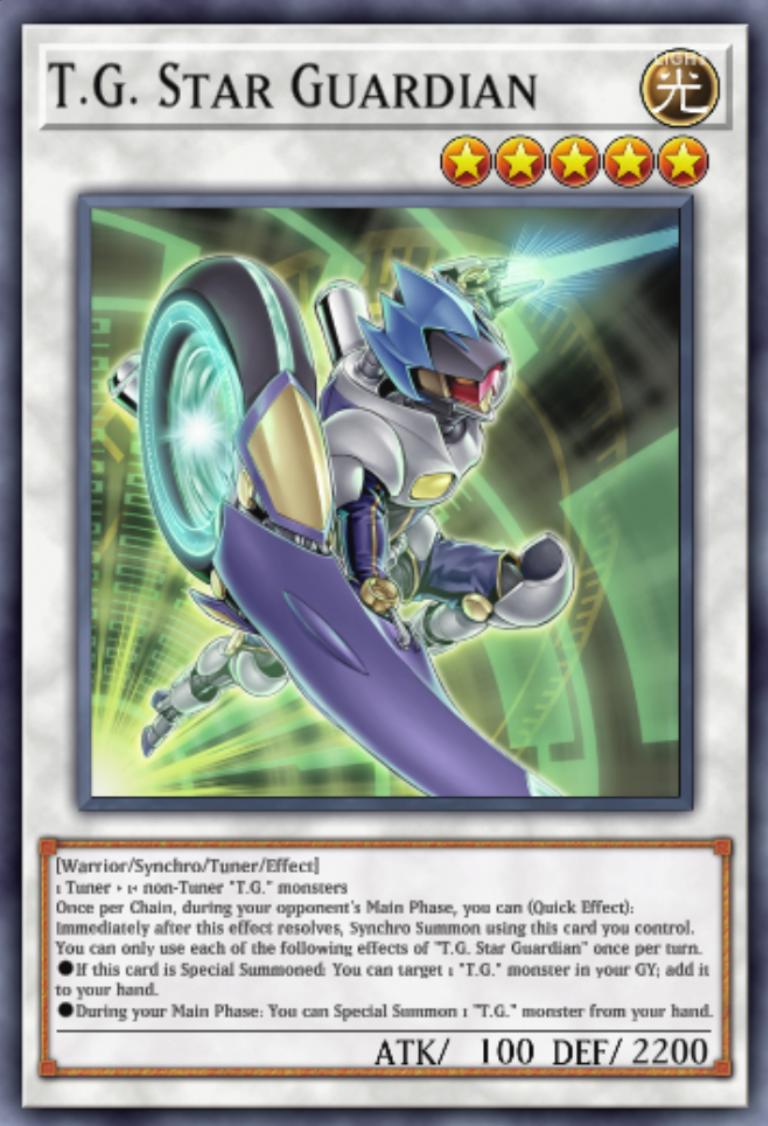 T.G. Star Guardian
LIGHT
光
[Warrior/Synchro/Tuner/Effect]
1 Tuner + 1+ non-Tuner "T.G." monsters
Once per Chain, during your opponent's Main Phase, you can (Quick Effect):
Immediately after this effect resolves, Synchro Summon using this card you control.
You can only use each of the following effects of "T.G. Star Guardian" once per turn.
●If this card is Special Summoned: You can target 1 "T.G." monster in your GY; add it
to your hand.
●During your Main Phase: You can Special Summon 1 "T.G." monster from your hand.
ATK/ 100 DEF/ 2200